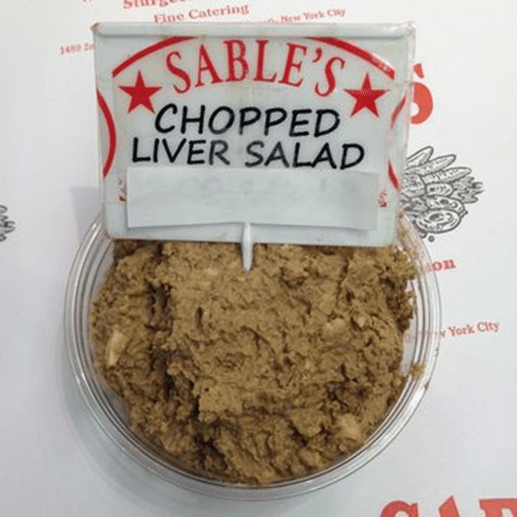 Fine Catering
New York City
SABLE'S
CHOPPED
LIVER SALAD
York City